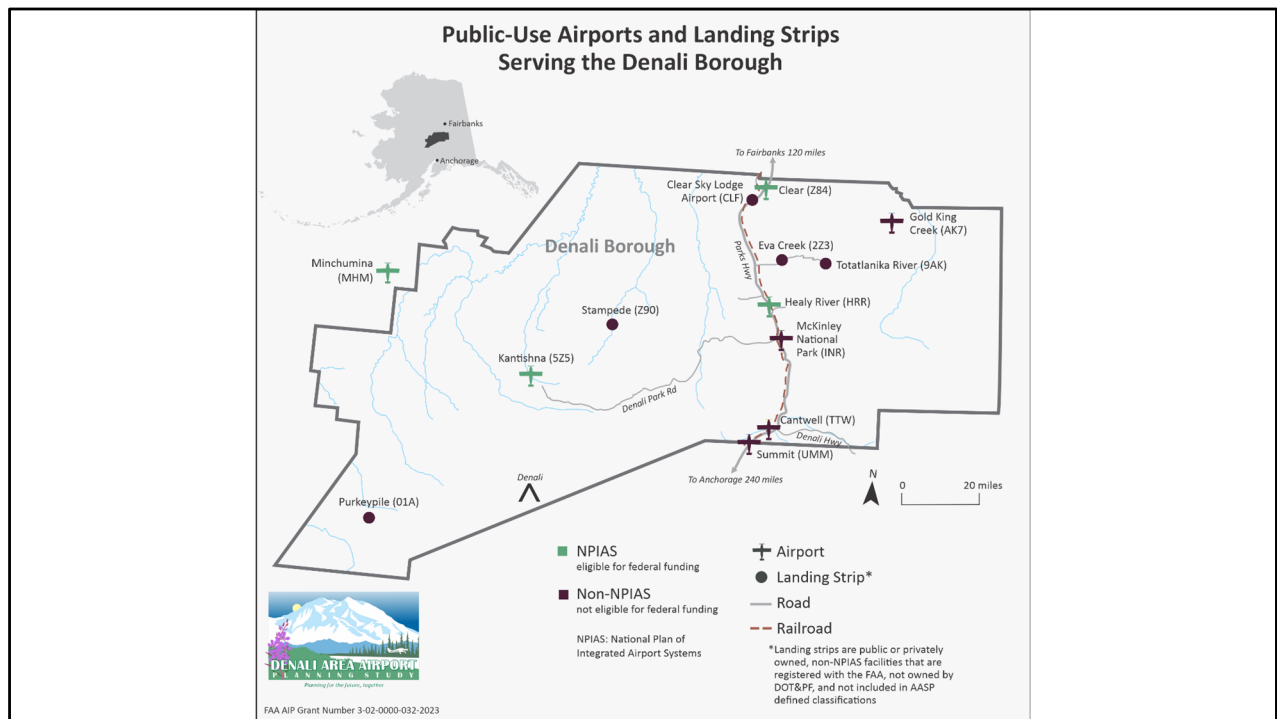 Public-Use Airports and Landing Strips
Serving the Denali Borough
Fairbanks
Anchorage
To Fairbanks 120 miles
Clear Sky Lodge
Airport (CLF)
Clear (Z84)
Gold King
Creek (AK7)
Denali Borough
Parks Hwy
Eva Creek (2Z3)
Totatlanika River (9AK)
Minchumina
(MHM)
Healy River (HRR)
Stampede (Z90)
McKinley
National
Park (INR)
Kantishna (5Z5)
Denali Park Rd
Cantwell (TTW)
Denali Hwy
Summit (UMM)
To Anchorage 240 miles
Denali
N
0 20 miles
Purkeypile (01A)
NPIAS
eligible for federal funding
Non-NPIAS
not eligible for federal funding
NPIAS: National Plan of
Integrated Airport Systems
Airport
Landing Strip*
Road
Railroad
*Landing strips are public or privately
owned, non-NPIAS facilities that are
registered with the FAA, not owned by
DOT&PF, and not included in AASP
defined classifications
DENALI AREA AIRPORT
PLANNING STUDY
Planning for the future, together
FAA AIP Grant Number 3-02-0000-032-2023